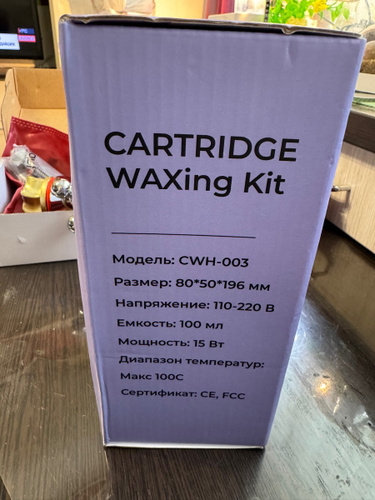 CARTRIDGE
WAXing Kit
Модель: CWH-003
Размер: 80*50*196 мм
Напряжение: 110-220 В
Емкость: 100 мл
Мощность: 15 Вт
Диапазон температур:
Макс 100С
Сертификат: CE, FCC